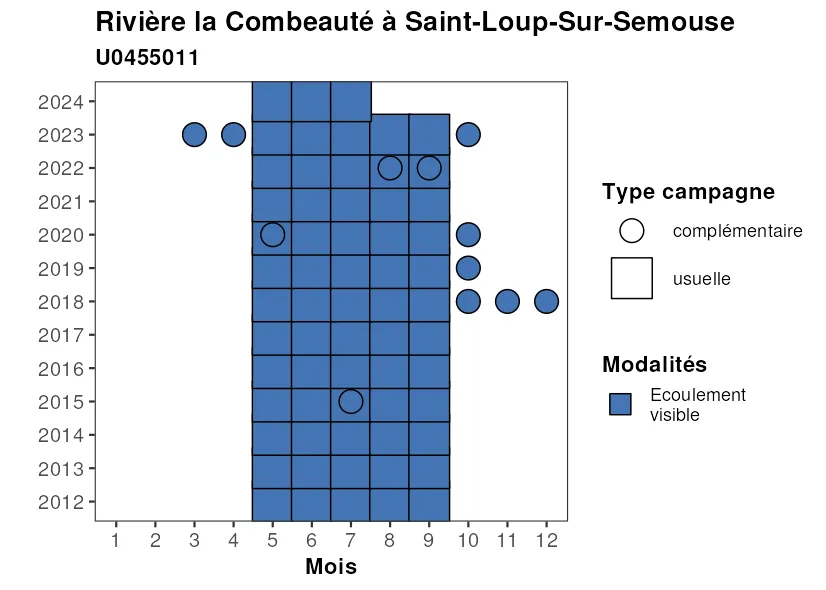 Rivière la Combeauté à Saint-Loup-Sur-Semouse
U0455011
2024
2023
2022
2021
2020
2019
2018
2017
2016
2015
2014
2013
2012
1 2 3 4 5 6 7 8 9 10 11 12
Mois
Type campagne
complémentaire
usuelle
Modalités
Ecoulement
visible